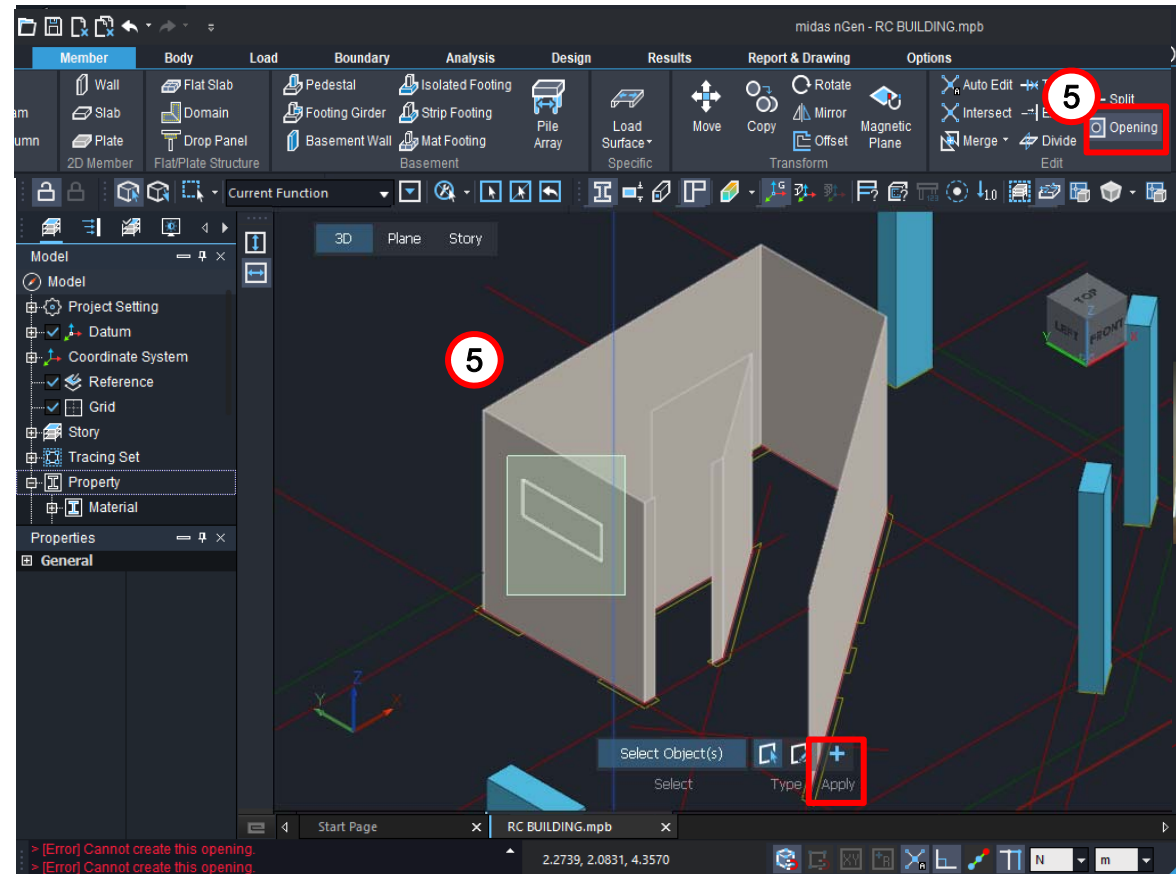 midas nGen - RC BUILDING.mpb
Member Body Load Boundary Analysis Design Results Report & Drawing Options
Wall Flat Slab Pedestal Isolated Footing Rotate Auto Edit
am Slab Domain Footing Girder Strip Footing Mirror Intersect Split
umn Plate Drop Panel Basement Wall Mat Footing Pile Array Load Surface Move Copy Offset Magnetic Plane Merge Divide Opening
2D Member Flat/Plate Structure Basement Specific Transform Edit
5
Current Function
1.0
Model
3D Plane Story
Model
Project Setting
Datum
Coordinate System
Reference
Grid
Story
Tracing Set
Property
Material
Properties
General
5
TOP
LEFT FRONT
Z
Y X
Z
Y X
Select Object(s)
Select Type Apply
Start Page RC BUILDING.mpb
> [Error] Cannot create this opening.
> [Error] Cannot create this opening.
2.2739, 2.0831, 4.3570
N m